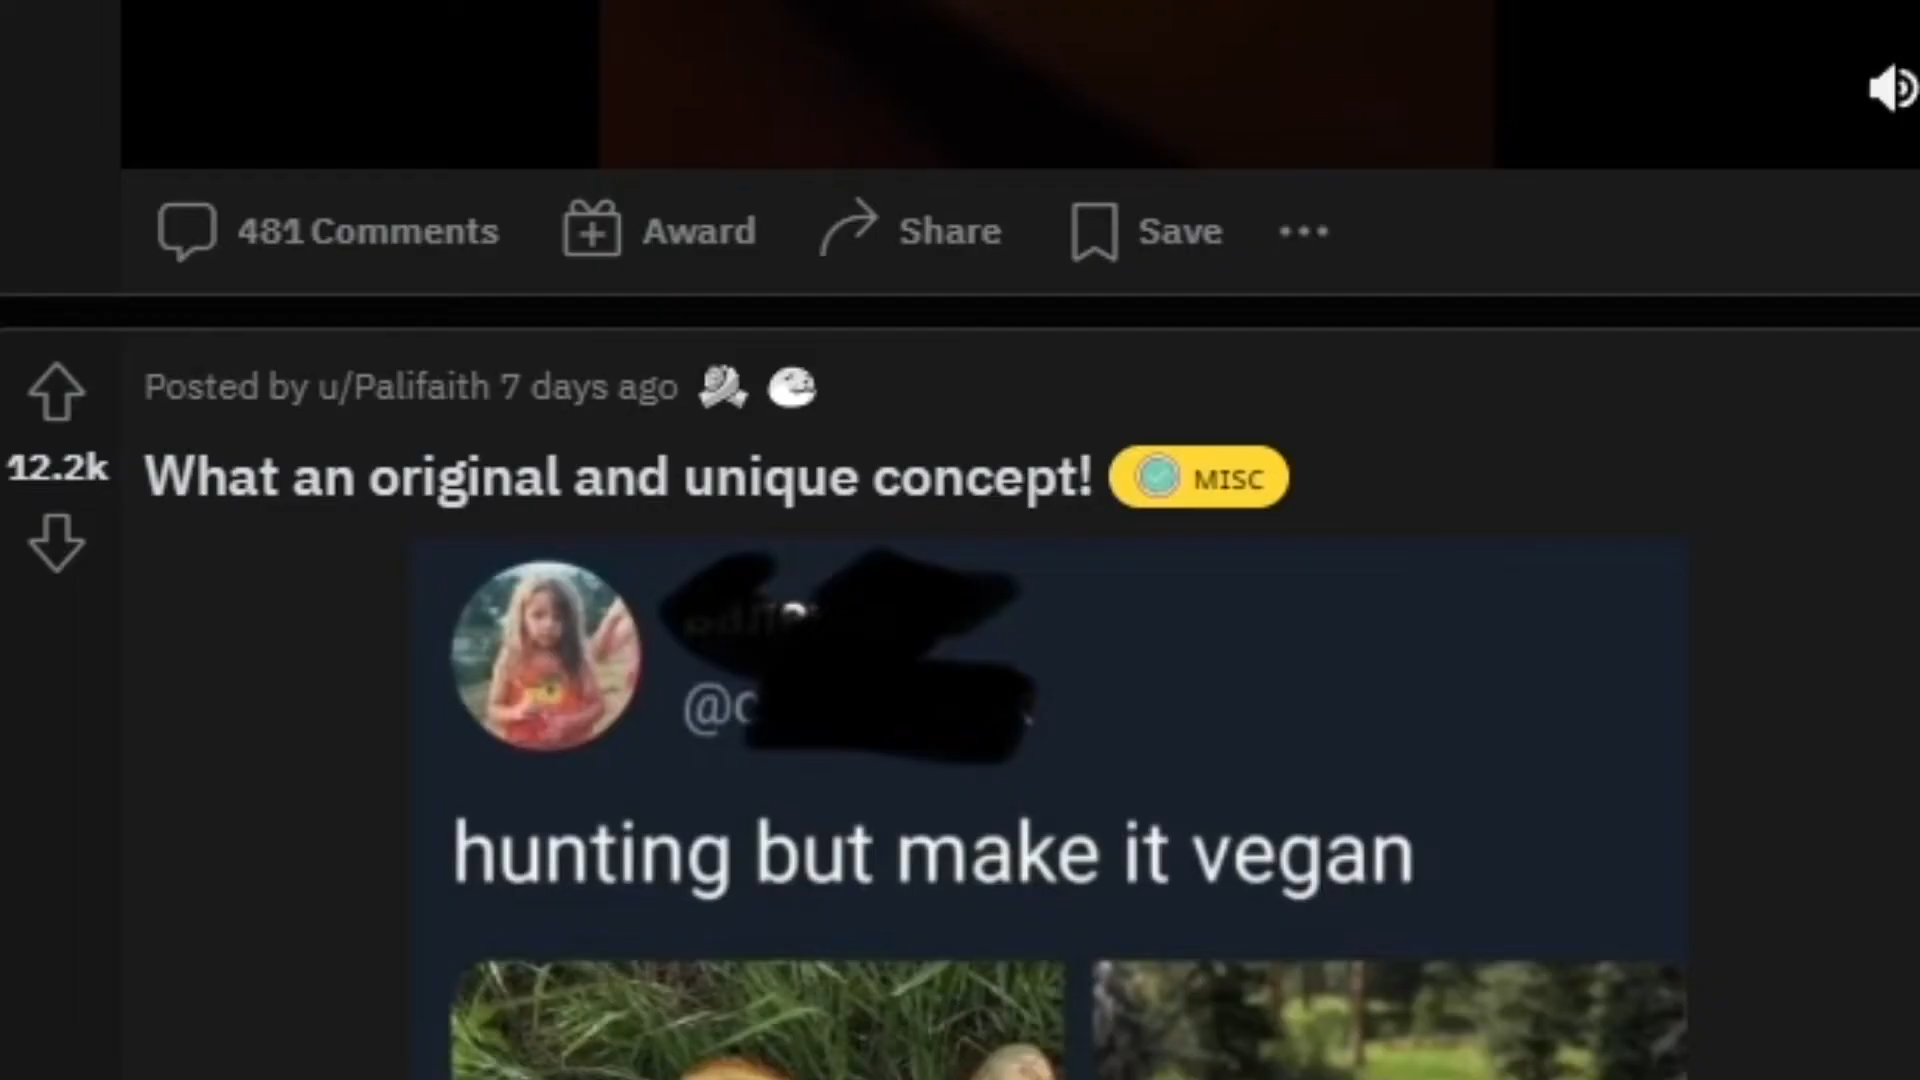 481 Comments Award Share Save
Posted by u/Palifaith 7 days ago
12.2k
What an original and unique concept! MISC
hunting but make it vegan